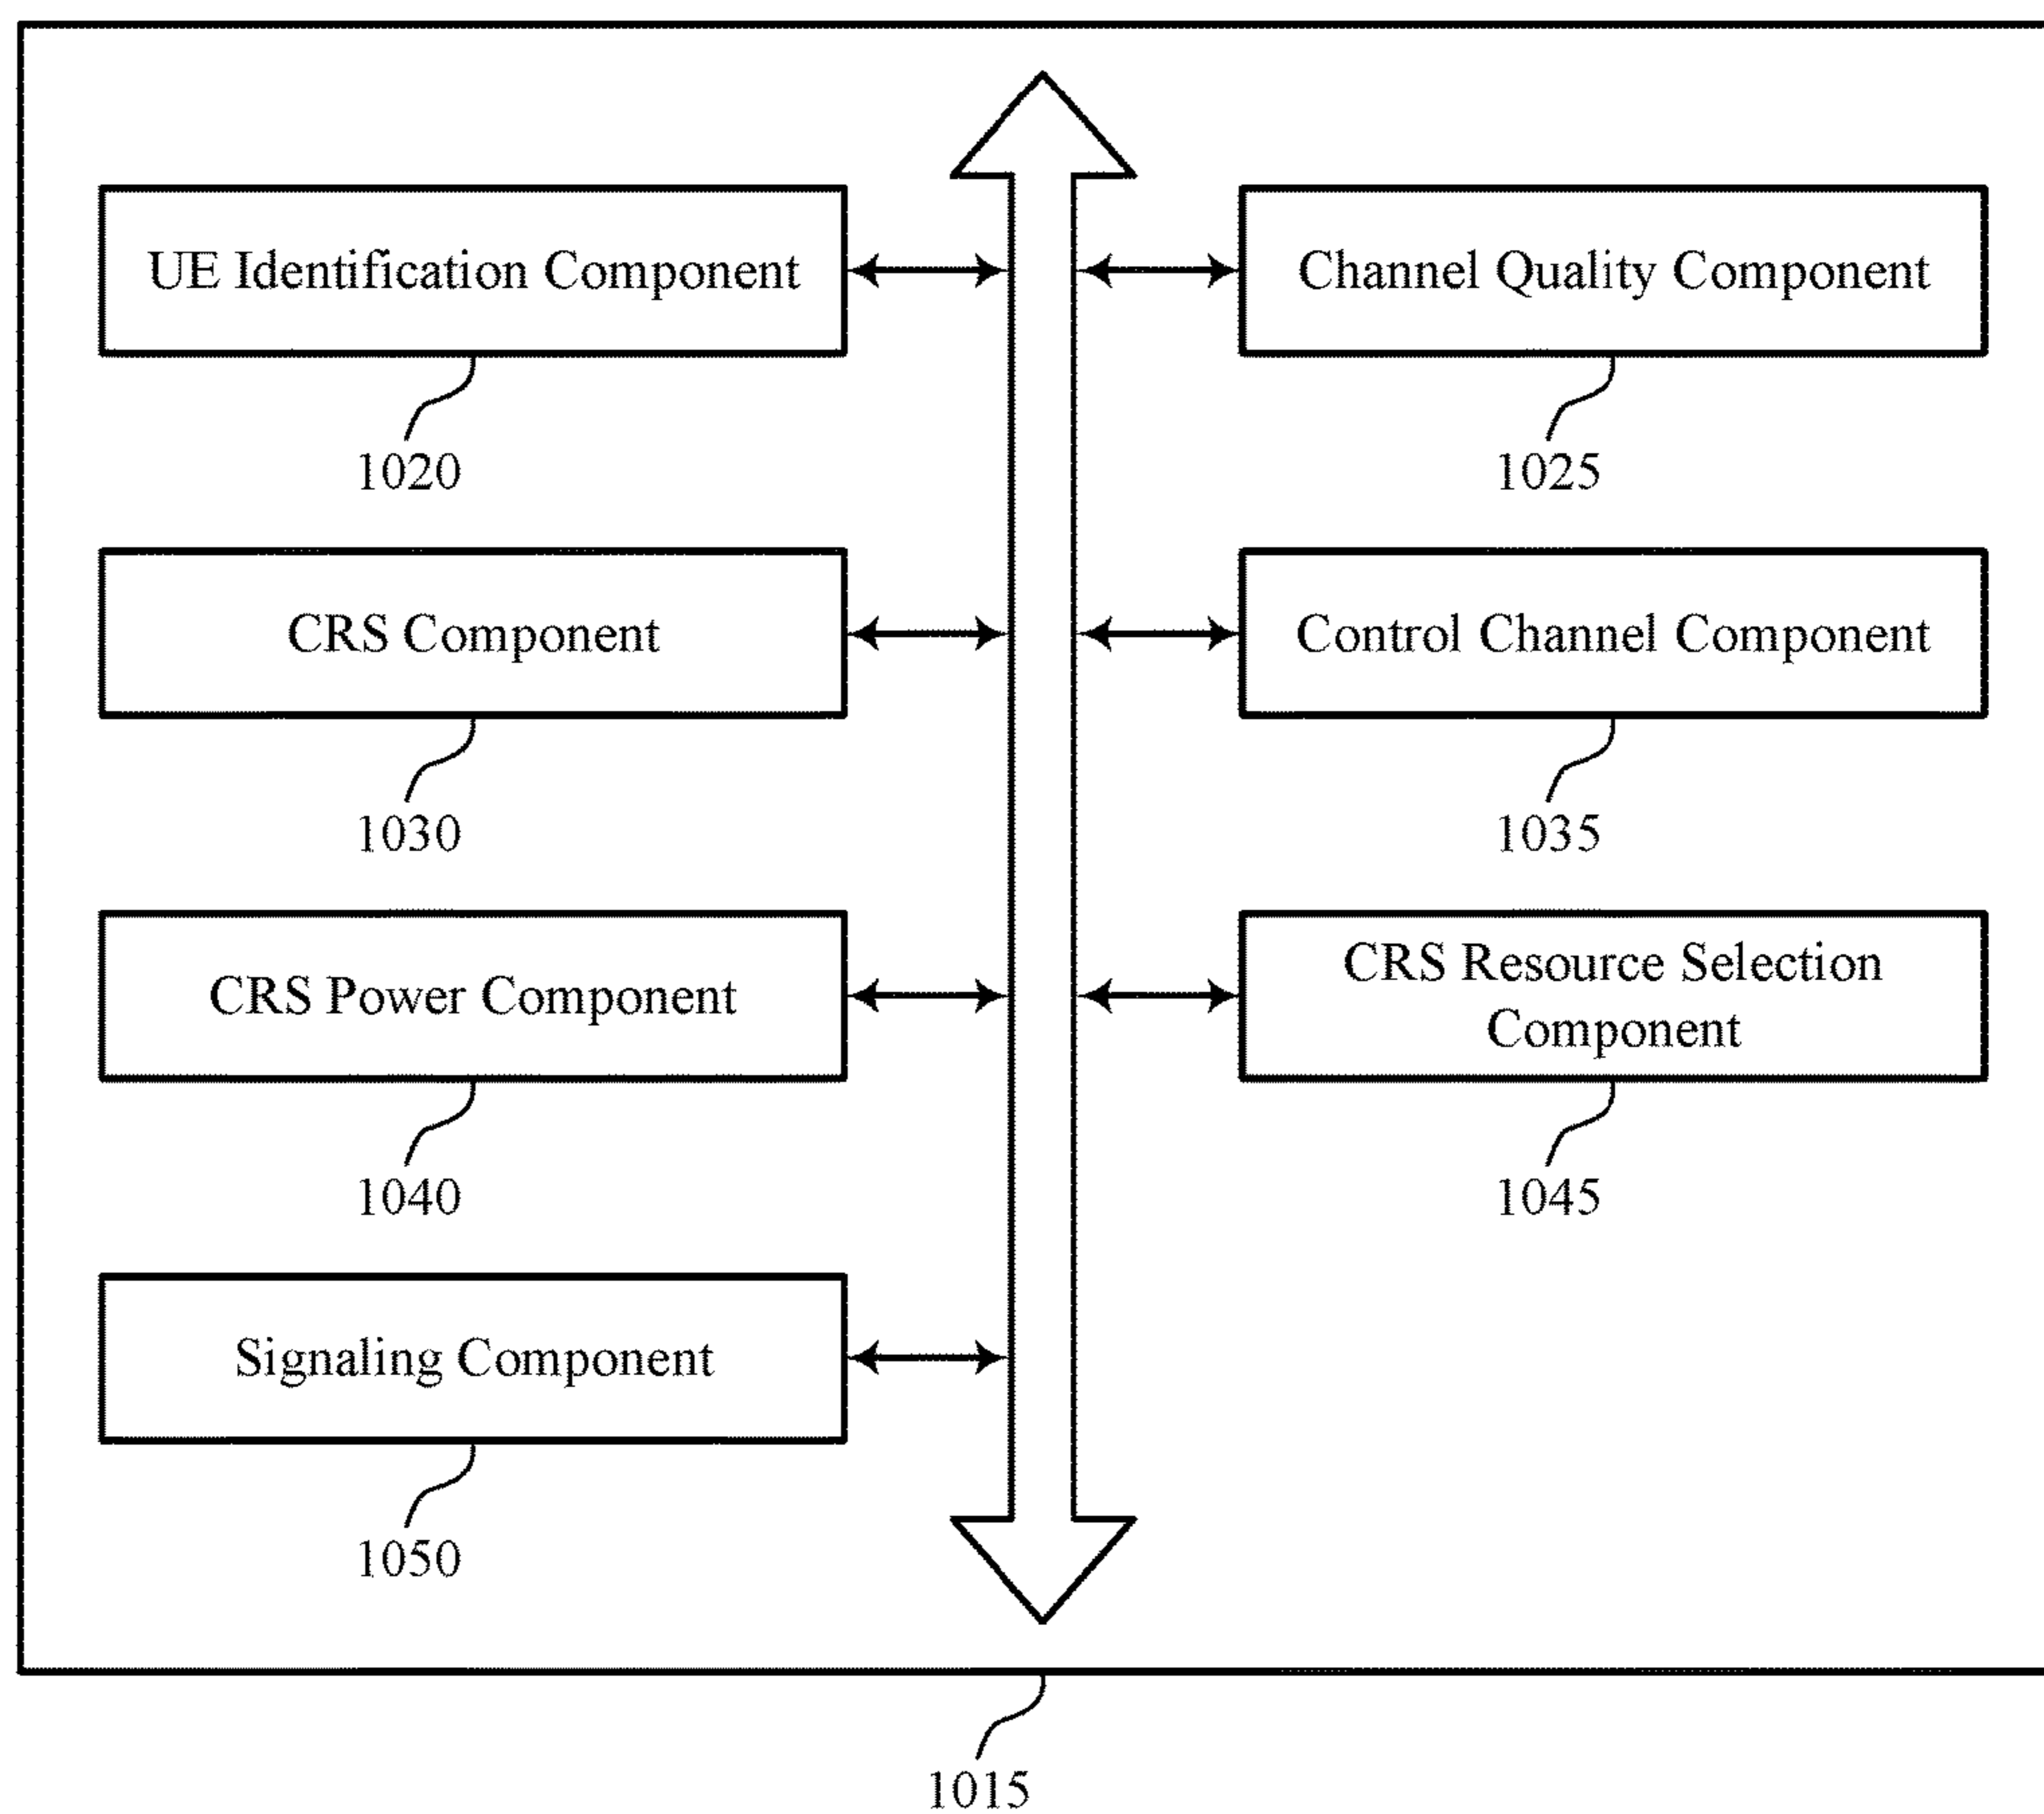 UE Identification Component
1020
Channel Quality Component
1025
CRS Component
1030
Control Channel Component
1035
CRS Power Component
1040
CRS Resource Selection
Component
1045
Signaling Component
1050
1015